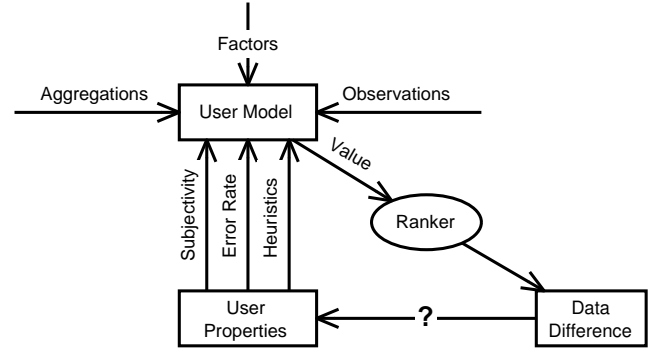 Factors
Aggregations
User Model
Observations
Value
Subjectivity
Error Rate
Heuristics
Ranker
User
Properties
?
Data
Difference